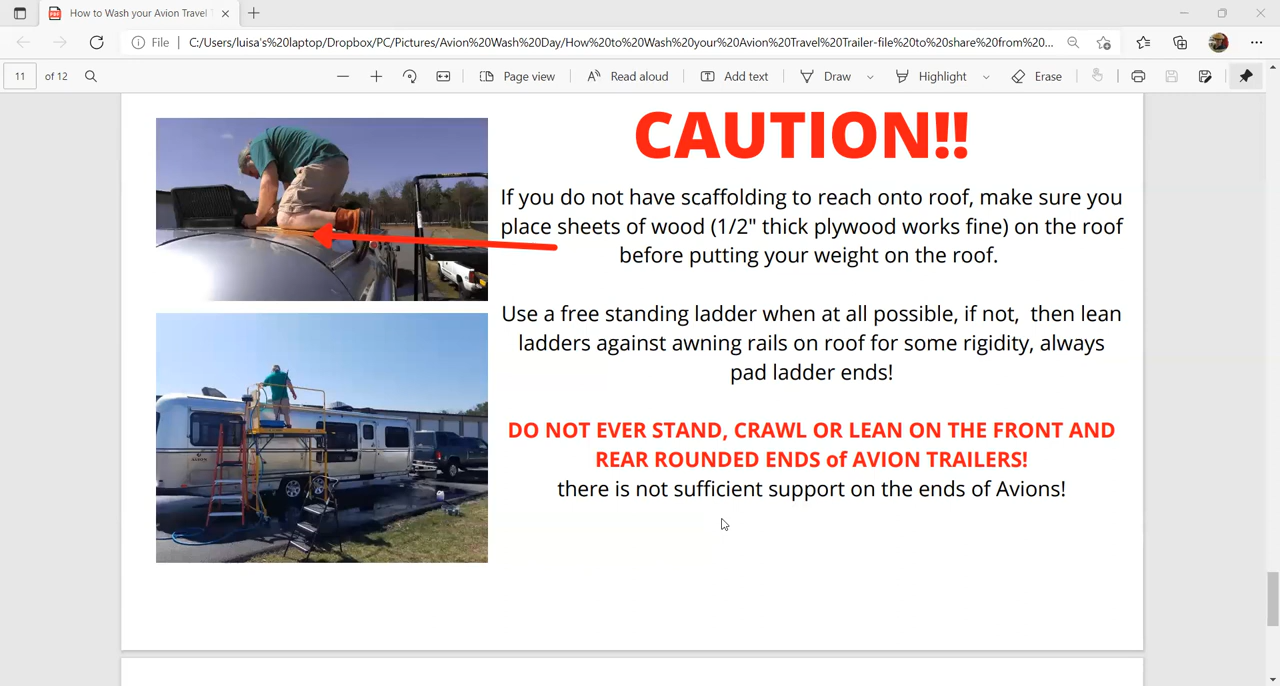 How to Wash your Avion Travel T
File
C:/Users/luisa's%20laptop/Dropbox/PC/Pictures/Avion%20Wash%20Day/How%20to%20Wash%20your%20Avion%20Travel%20Trailer-file%20to%20share%20from%20...
11 of 12
Page view
Read aloud
Add text
Draw
Highlight
Erase
CAUTION!!
If you do not have scaffolding to reach onto roof, make sure you
place sheets of wood (1/2" thick plywood works fine) on the roof
before putting your weight on the roof.
Use a free standing ladder when at all possible, if not, then lean
ladders against awning rails on roof for some rigidity, always
pad ladder ends!
DO NOT EVER STAND, CRAWL OR LEAN ON THE FRONT AND
REAR ROUNDED ENDS of AVION TRAILERS!
there is not sufficient support on the ends of Avions!